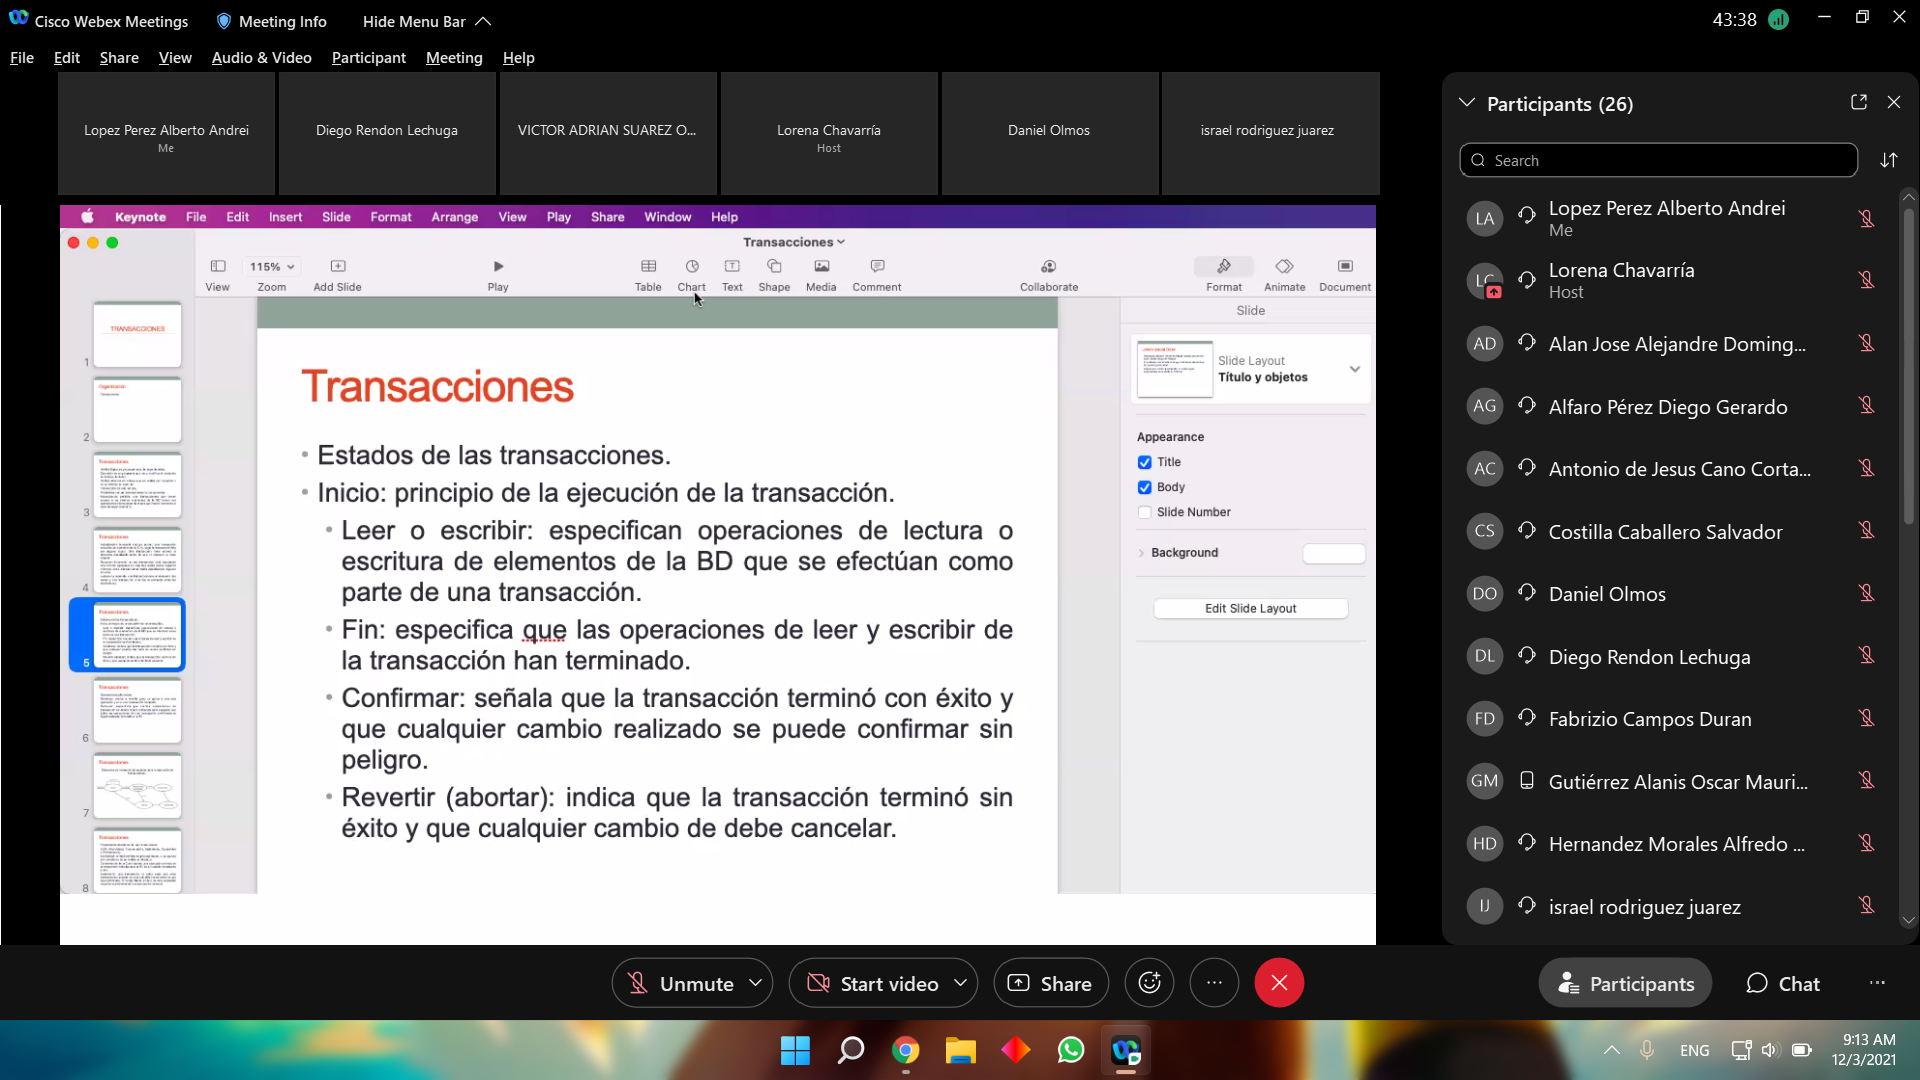 Cisco Webex Meetings
Meeting Info
Hide Menu Bar
43:38
File Edit Share View Audio & Video Participant Meeting Help
Lopez Perez Alberto Andrei
Me
Diego Rendon Lechuga
VICTOR ADRIAN SUAREZ O...
Lorena Chavarría
Host
Daniel Olmos
israel rodriguez juarez
Keynote File Edit Insert Slide Format Arrange View Play Share Window Help
Transacciones
115%
View Zoom Add Slide Play Table Chart Text Shape Media Comment Collaborate Format Animate Document
TRANSACCIONES
1
2
Transacciones
3
Transacciones
4
Transacciones
5
Transacciones
6
Transacciones
7
Transacciones
8
Transacciones
• Estados de las transacciones.
• Inicio: principio de la ejecución de la transacción.
• Leer o escribir: especifican operaciones de lectura o
escritura de elementos de la BD que se efectúan como
parte de una transacción.
• Fin: especifica que las operaciones de leer y escribir de
la transacción han terminado.
• Confirmar: señala que la transacción terminó con éxito y
que cualquier cambio realizado se puede confirmar sin
peligro.
• Revertir (abortar): indica que la transacción terminó sin
éxito y que cualquier cambio de debe cancelar.
Slide
Slide Layout
Título y objetos
Appearance
Title
Body
Slide Number
Background
Edit Slide Layout
Participants (26)
Search
LA Lopez Perez Alberto Andrei
Me
LC Lorena Chavarría
Host
AD Alan Jose Alejandre Doming...
AG Alfaro Pérez Diego Gerardo
AC Antonio de Jesus Cano Corta...
CS Costilla Caballero Salvador
DO Daniel Olmos
DL Diego Rendon Lechuga
FD Fabrizio Campos Duran
GM Gutiérrez Alanis Oscar Mauri...
HD Hernandez Morales Alfredo ...
IJ israel rodriguez juarez
Unmute
Start video
Share
Participants
Chat
ENG
9:13 AM
12/3/2021